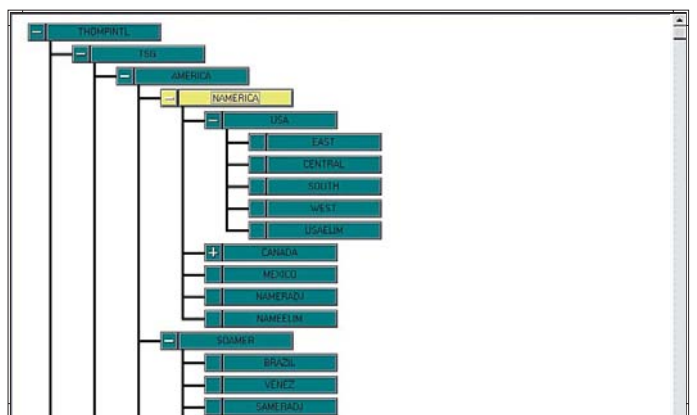 THOMPINTL
TSG
AMERICA
NAMERICA
USA
EAST
CENTRAL
SOUTH
WEST
USAELIM
CANADA
MEXICO
NAMERADJ
NAMEELIM
SOAMER
BRAZIL
VENEZ
SAMERADJ